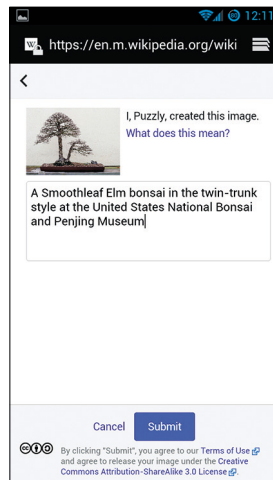 12:11
https://en.m.wikipedia.org/wiki
I, Puzzly, created this image.
What does this mean?
A Smoothleaf Elm bonsai in the twin-trunk
style at the United States National Bonsai
and Penjing Museum
Cancel Submit
By clicking "Submit", you agree to our Terms of Use
and agree to release your image under the Creative
Commons Attribution-ShareAlike 3.0 License